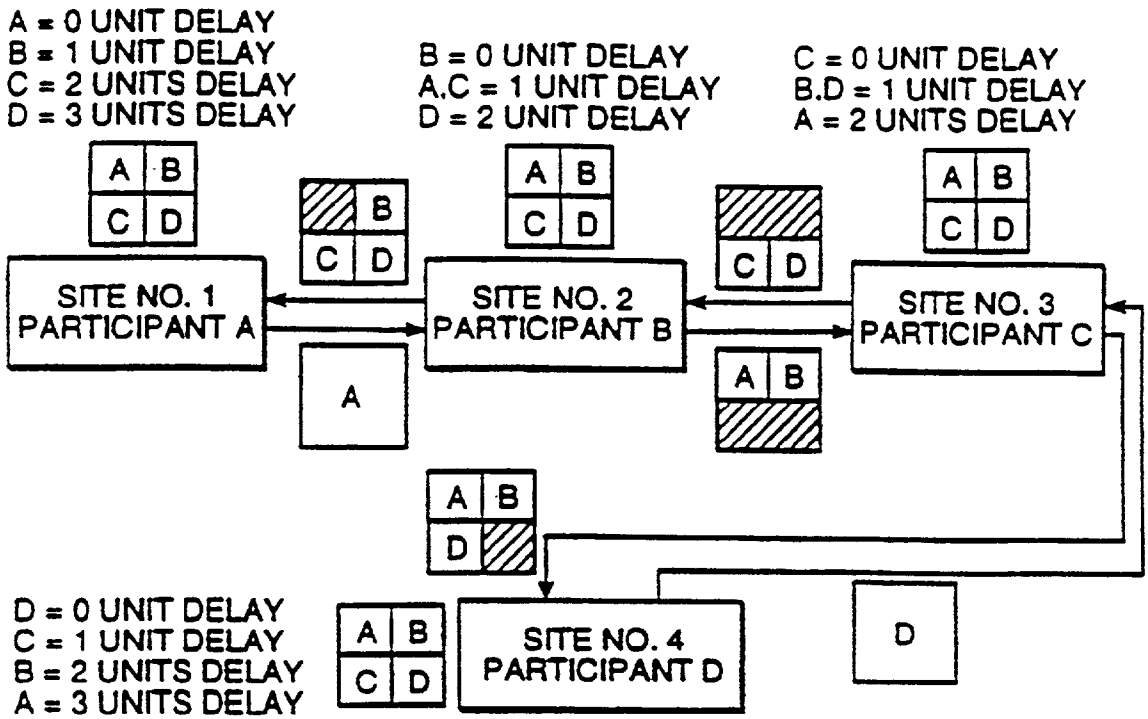 A = 0 UNIT DELAY
B = 1 UNIT DELAY
C = 2 UNITS DELAY
D = 3 UNITS DELAY
B = 0 UNIT DELAY
A.C = 1 UNIT DELAY
D = 2 UNIT DELAY
C = 0 UNIT DELAY
B.D = 1 UNIT DELAY
A = 2 UNITS DELAY
A B
C D
B
C D
A B
C D
C D
A B
C D
SITE NO. 1
PARTICIPANT A
SITE NO. 2
PARTICIPANT B
SITE NO. 3
PARTICIPANT C
A
A B
A B
D
D = 0 UNIT DELAY
C = 1 UNIT DELAY
B = 2 UNITS DELAY
A = 3 UNITS DELAY
A B
C D
SITE NO. 4
PARTICIPANT D
D